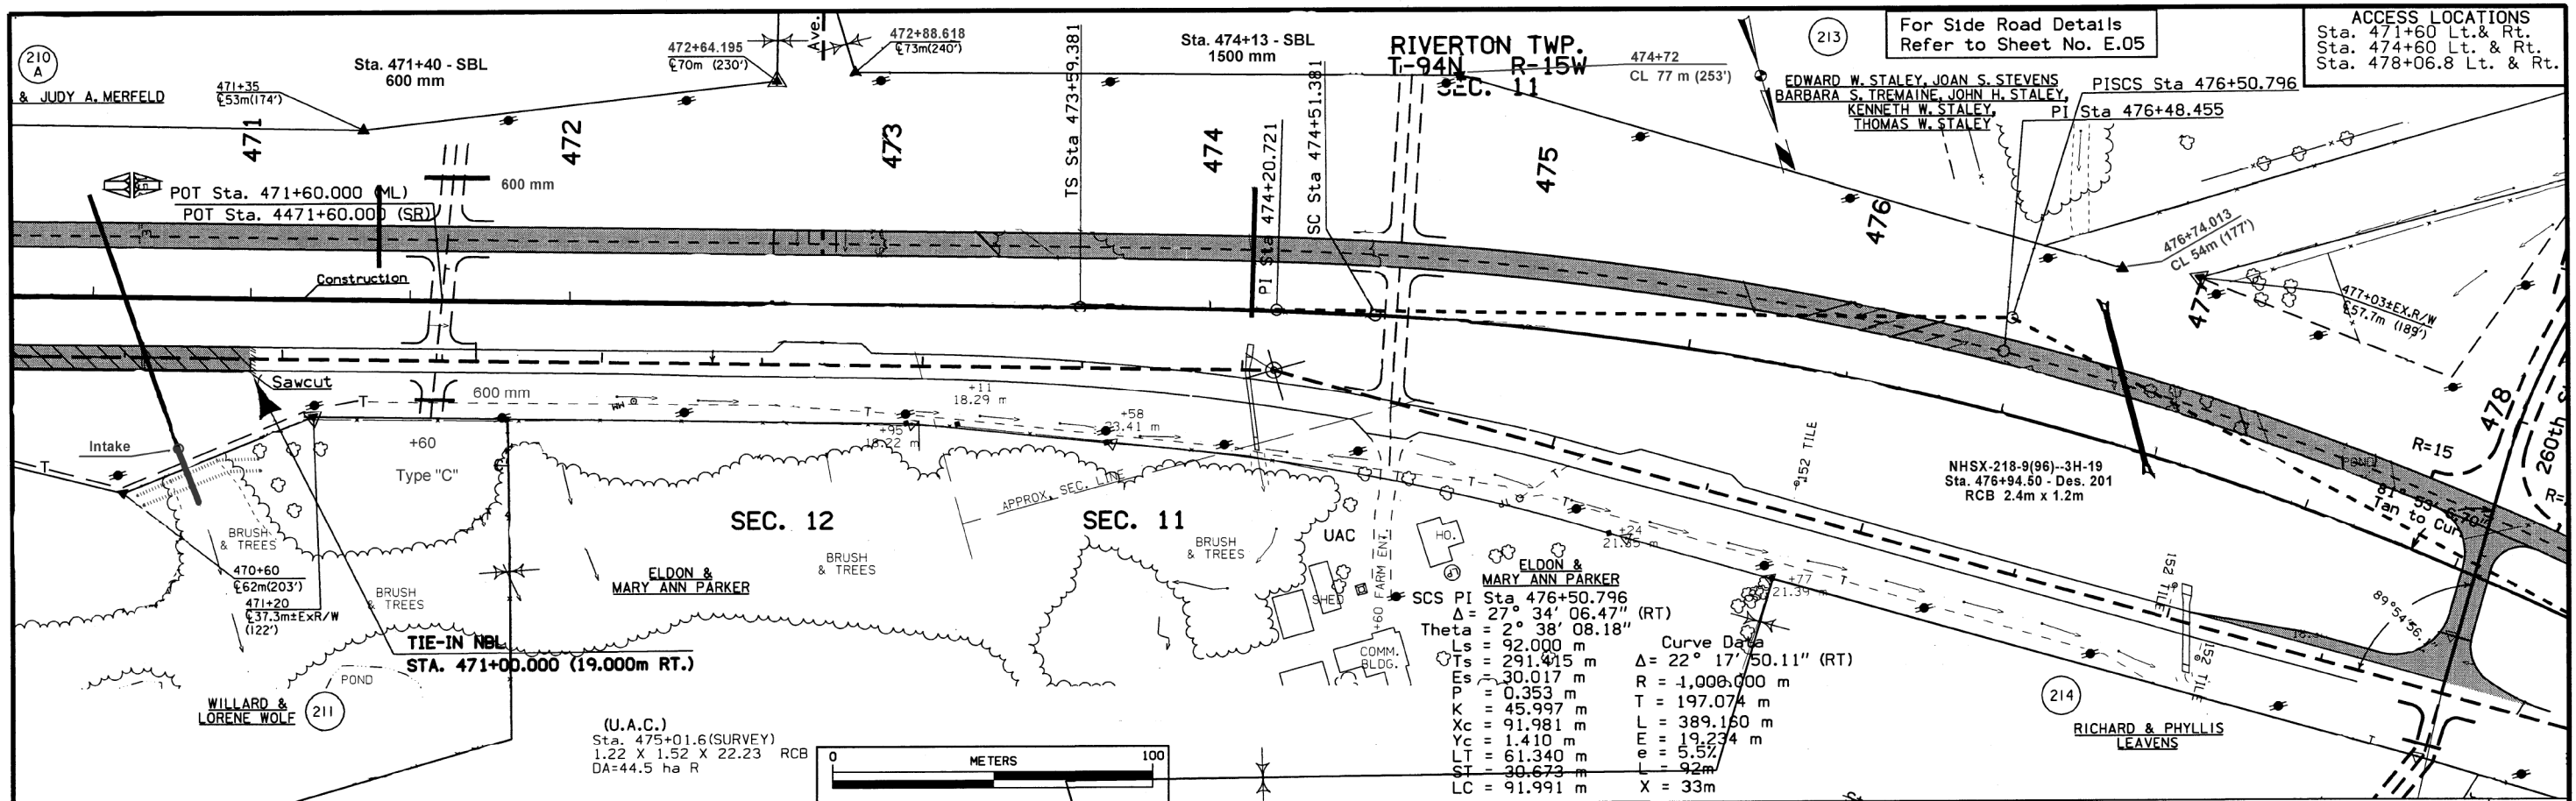 210
A
& JUDY A. MERFELD
471+35
℄53m(174')
Sta. 471+40 - SBL
600 mm
472+64.195
℄70m (230')
Ave.
472+88.618
℄73m(240')
TS Sta 473+59.381
Sta. 474+13 - SBL
1500 mm
SC Sta 474+51.381
PI Sta 474+20.721
RIVERTON TWP.
T-94N R-15W
SEC. 11
474+72
CL 77 m (253')
213
For Side Road Details
Refer to Sheet No. E.05
ACCESS LOCATIONS
Sta. 471+60 Lt.& Rt.
Sta. 474+60 Lt. & Rt.
Sta. 478+06.8 Lt. & Rt.
EDWARD W. STALEY, JOAN S. STEVENS
BARBARA S. TREMAINE, JOHN H. STALEY,
KENNETH W. STALEY,
THOMAS W. STALEY
PISCS Sta 476+50.796
PI Sta 476+48.455
471
472
473
474
475
476
477
478
600 mm
POT Sta. 471+60.000 (ML)
POT Sta. 4471+60.000 (SR)
476+74.013
CL 54m (177')
477+03±EX.R/W
℄57.7m (189')
Construction
Sawcut
T
600 mm
Intake
T
+60
Type "C"
+95
18.22 m
+11
18.29 m
+58
23.41 m
T
APPROX. SEC. LINE
152 TILE
R=15
260th
R=
POND
NHSX-218-9(96)--3H-19
Sta. 476+94.50 - Des. 201
RCB 2.4m x 1.2m
81° 53' 6.70"
Tan to Cur
SEC. 12
SEC. 11
BRUSH
& TREES
BRUSH
& TREES
BRUSH
& TREES
BRUSH
& TREES
UAC
HO.
SHED
LP
COMM.
BLDG.
+60 FARM ENT.
+24
21.35 m
+77
21.39 m
T
470+60
℄62m(203')
471+20
℄37.3m±ExR/W
(122')
TIE-IN NBL
STA. 471+00.000 (19.000m RT.)
POND
WILLARD &
LORENE WOLF
211
ELDON &
MARY ANN PARKER
ELDON &
MARY ANN PARKER
SCS PI Sta 476+50.796
Δ= 27° 34' 06.47" (RT)
Theta = 2° 38' 08.18"
Ls = 92.000 m
Ts = 291.415 m
Es = 30.017 m
P = 0.353 m
K = 45.997 m
Xc = 91.981 m
Yc = 1.410 m
LT = 61.340 m
ST = 30.673 m
LC = 91.991 m
Curve Data
Δ= 22° 17' 50.11" (RT)
R = 1,000.000 m
T = 197.074 m
L = 389.160 m
E = 19.234 m
e = 5.5%
L = 92m
X = 33m
152 TILE
152 TILE
89°54'56.
214
RICHARD & PHYLLIS
LEAVENS
T
(U.A.C.)
Sta. 475+01.6(SURVEY)
1.22 X 1.52 X 22.23 RCB
DA=44.5 ha R
0 METERS 100